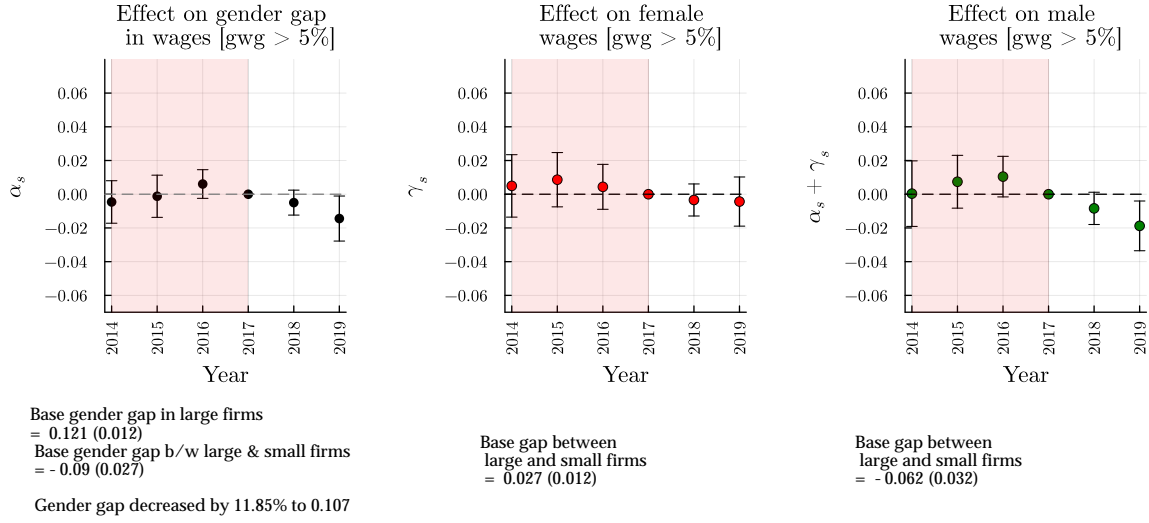 Effect on gender gap
in wages [gwg > 5%]
0.06
0.04
0.02
0.00
−0.02
−0.04
−0.06
α_s
2014
2015
2016
2017
2018
2019
Year
Base gender gap in large firms
= 0.121 (0.012)
Base gender gap b/w large & small firms
= - 0.09 (0.027)
Gender gap decreased by 11.85% to 0.107
Effect on female
wages [gwg > 5%]
0.06
0.04
0.02
0.00
−0.02
−0.04
−0.06
γ_s
2014
2015
2016
2017
2018
2019
Year
Base gap between
large and small firms
= 0.027 (0.012)
Effect on male
wages [gwg > 5%]
0.06
0.04
0.02
0.00
−0.02
−0.04
−0.06
α_s + γ_s
2014
2015
2016
2017
2018
2019
Year
Base gap between
large and small firms
= - 0.062 (0.032)